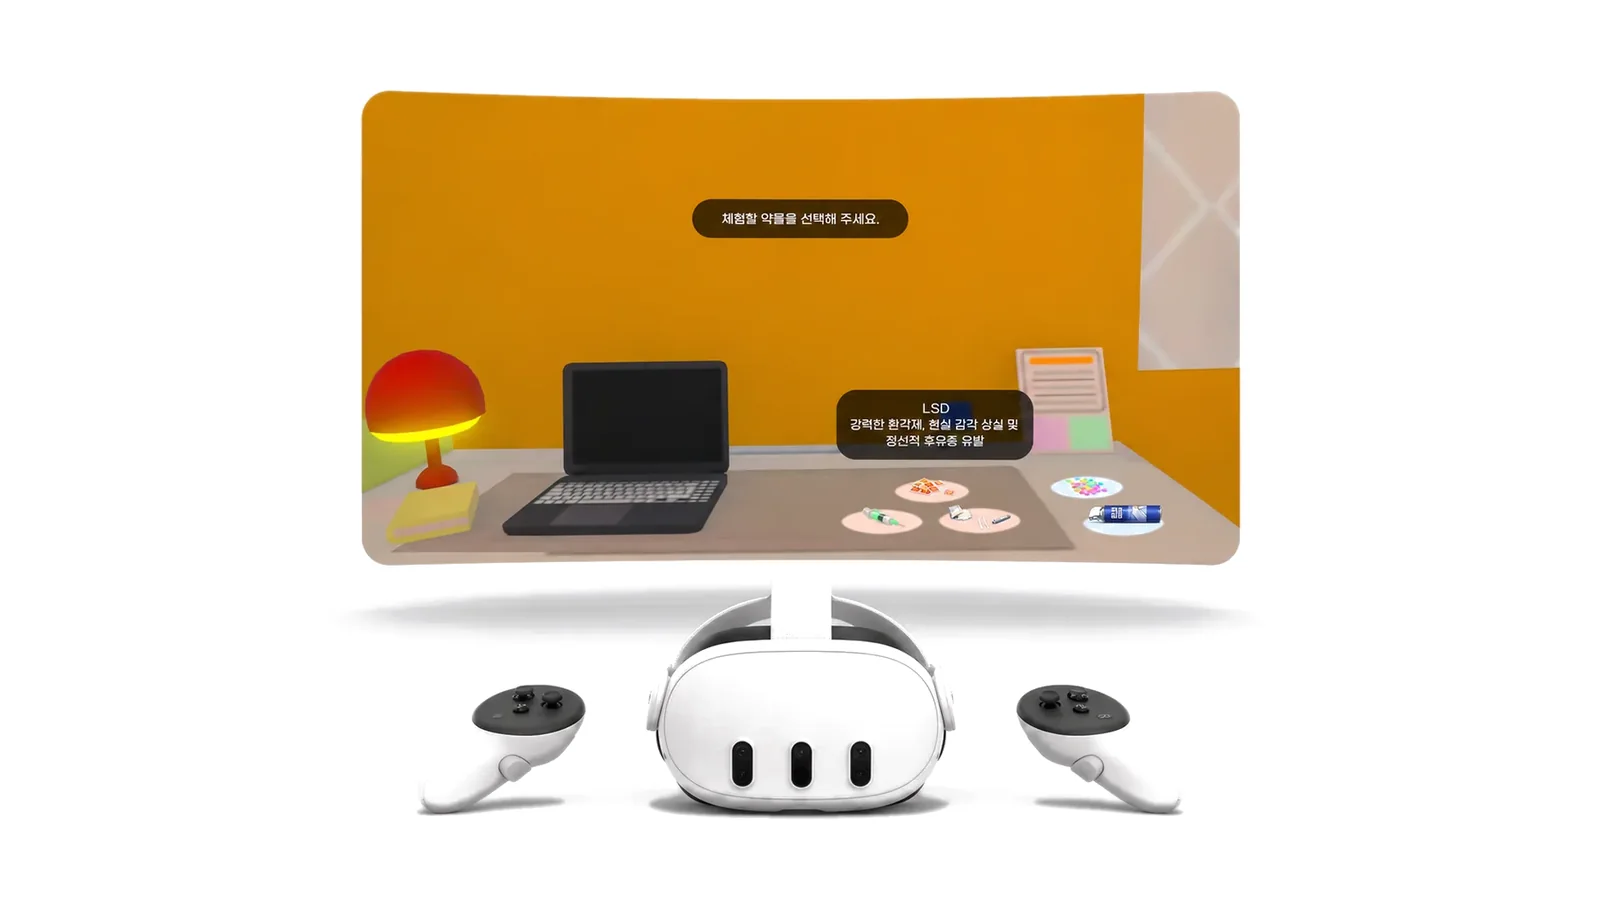 체험할 약물을 선택해 주세요.
LSD
강력한 환각제, 현실 감각 상실 및
정신적 후유증 유발